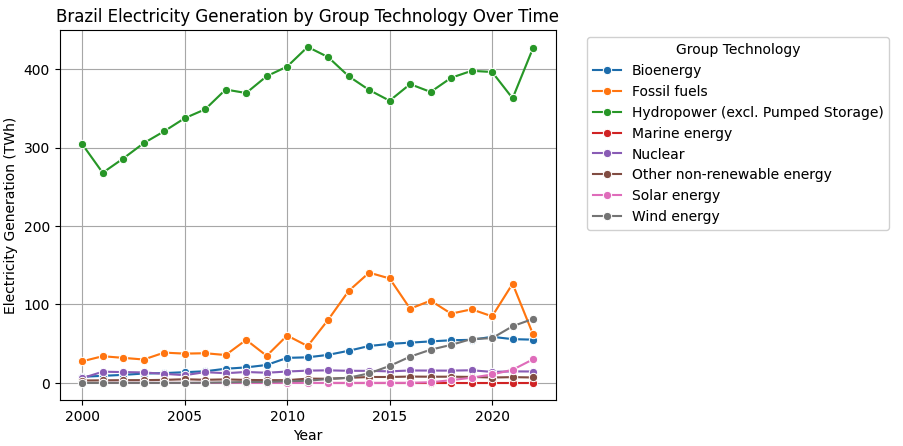 Brazil Electricity Generation by Group Technology Over Time
Electricity Generation (TWh)
400
300
200
100
0
2000
2005
2010
2015
2020
Year
Group Technology
Bioenergy
Fossil fuels
Hydropower (excl. Pumped Storage)
Marine energy
Nuclear
Other non-renewable energy
Solar energy
Wind energy